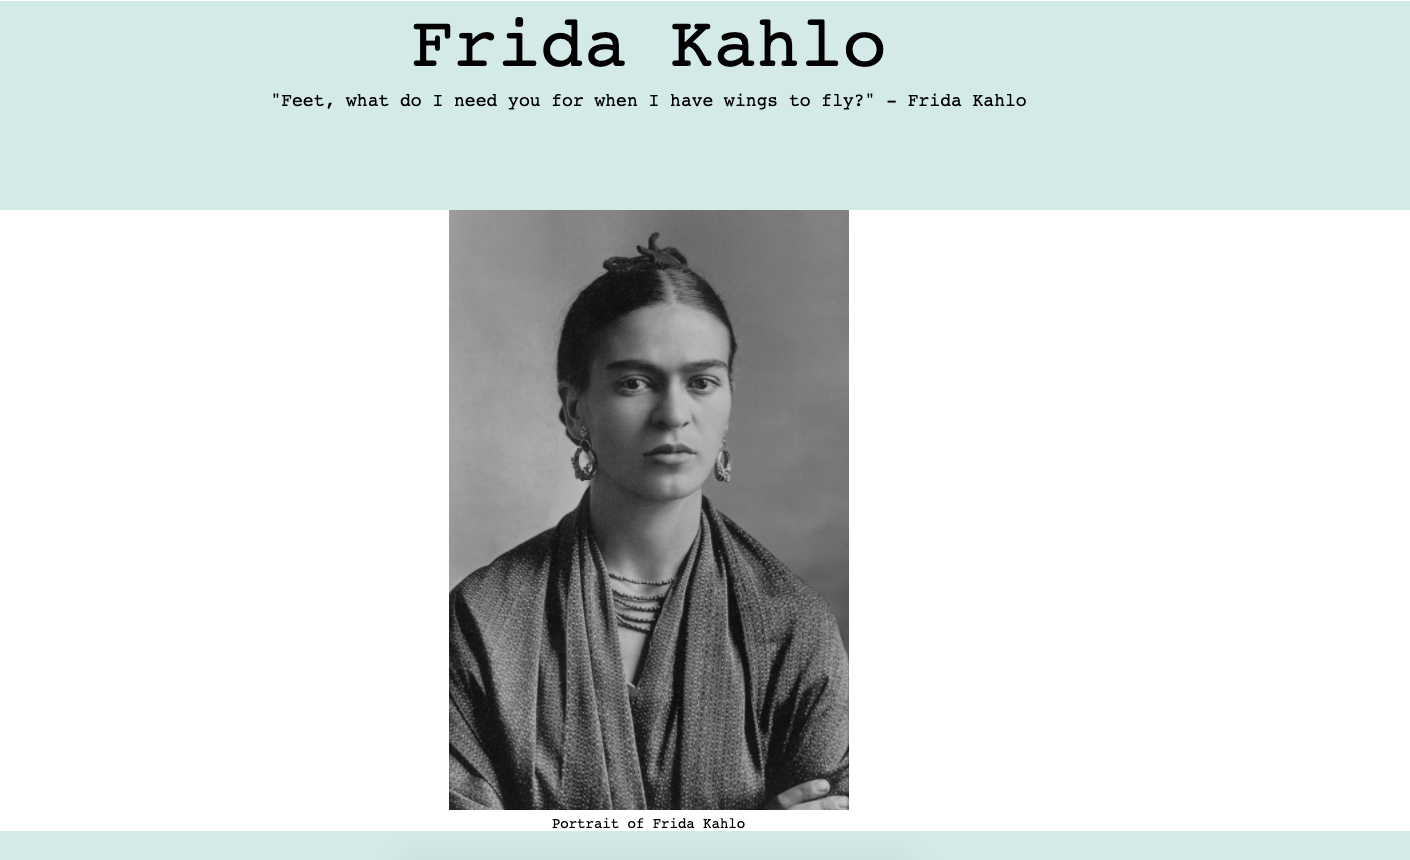 Frida Kahlo
"Feet, what do I need you for when I have wings to fly?" – Frida Kahlo
Portrait of Frida Kahlo